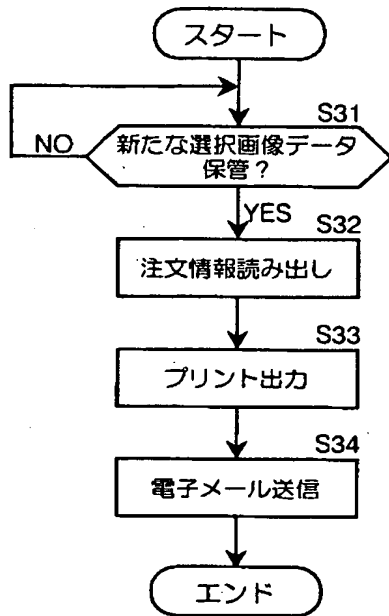 スタート
S31
新たな選択画像データ
保管？
NO
YES
S32
注文情報読み出し
S33
プリント出力
S34
電子メール送信
エンド